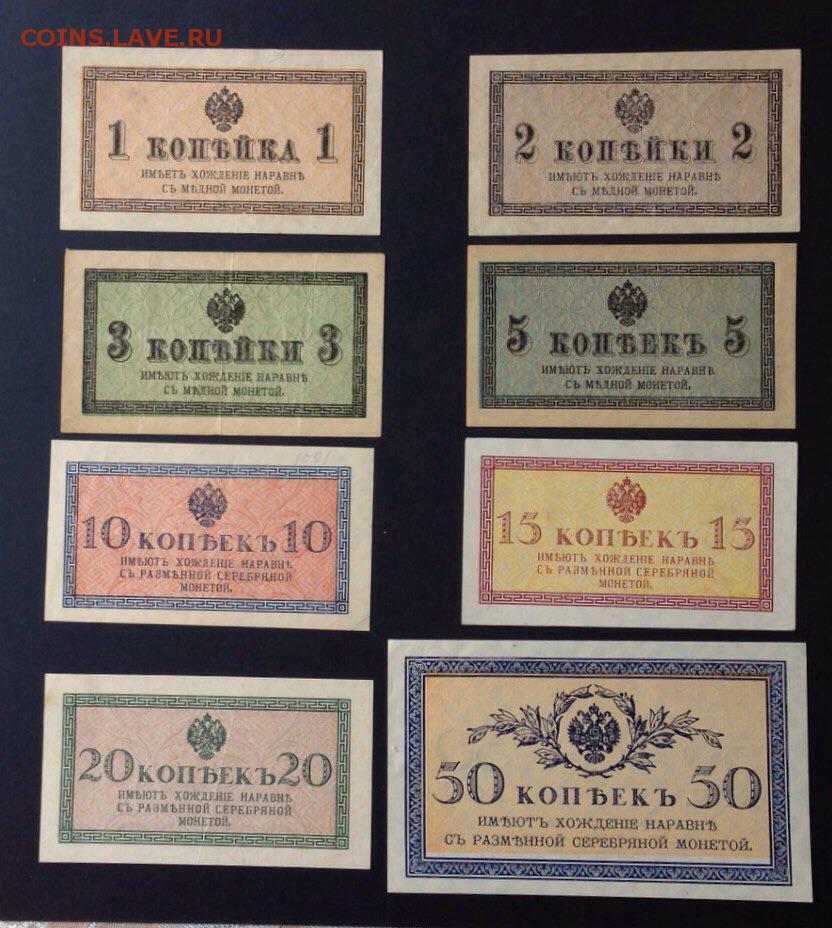 COINS.LAVE.RU
1 КОПѢЙКА 1
ИМѢЕТЪ ХОЖДЕНІЕ НАРАВНѢ
СЪ МѢДНОЙ МОНЕТОЙ.
2 КОПѢЙКИ 2
ИМѢЮТЪ ХОЖДЕНІЕ НАРАВНѢ
СЪ МѢДНОЙ МОНЕТОЙ.
3 КОПѢЙКИ 3
ИМѢЮТЪ ХОЖДЕНІЕ НАРАВНѢ
СЪ МѢДНОЙ МОНЕТОЙ.
5 КОПѢЕКЪ 5
ИМѢЮТЪ ХОЖДЕНІЕ НАРАВНѢ
СЪ МѢДНОЙ МОНЕТОЙ.
10 КОПѢЕКЪ 10
ИМѢЮТЪ ХОЖДЕНІЕ НАРАВНѢ
СЪ РАЗМѢННОЙ СЕРЕБРЯНОЙ
МОНЕТОЙ.
15 КОПѢЕКЪ 15
ИМѢЮТЪ ХОЖДЕНІЕ НАРАВНѢ
СЪ РАЗМѢННОЙ СЕРЕБРЯНОЙ
МОНЕТОЙ.
20 КОПѢЕКЪ 20
ИМѢЮТЪ ХОЖДЕНІЕ НАРАВНѢ
СЪ РАЗМѢННОЙ СЕРЕБРЯНОЙ
МОНЕТОЙ.
50 КОПѢЕКЪ 50
ИМѢЮТЪ ХОЖДЕНІЕ НАРАВНѢ
СЪ РАЗМѢННОЙ СЕРЕБРЯНОЙ МОНЕТОЙ.